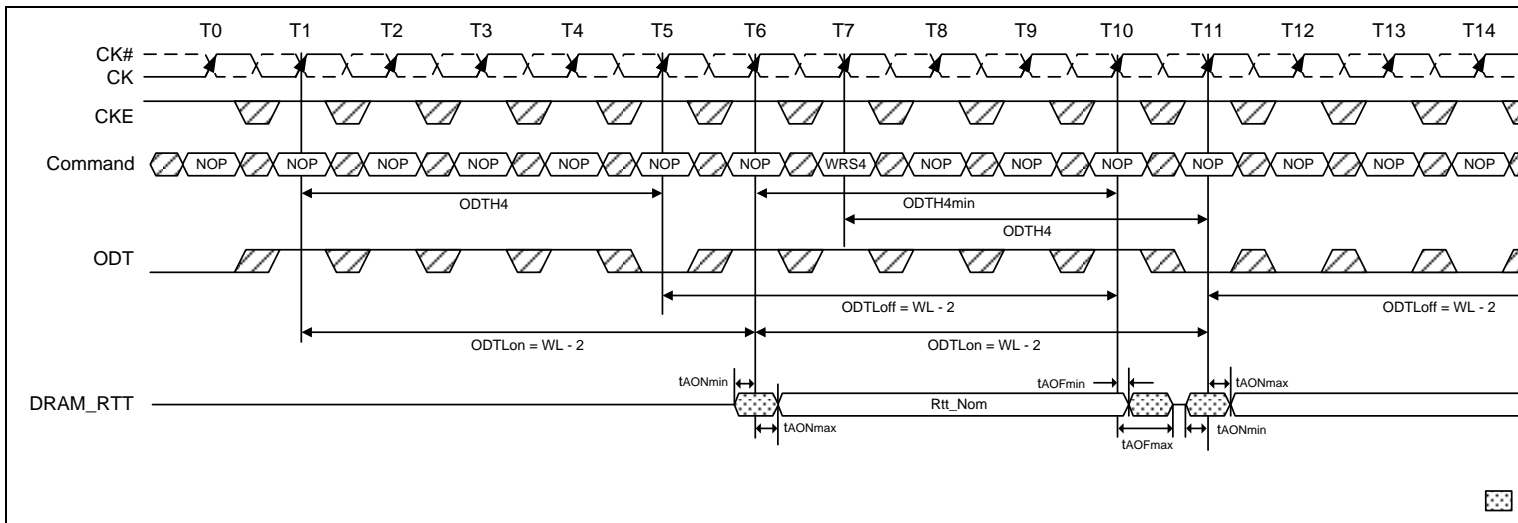 T0 T1 T2 T3 T4 T5 T6 T7 T8 T9 T10 T11 T12 T13 T14
CK#
CK
CKE
Command NOP NOP NOP NOP NOP NOP NOP WRS4 NOP NOP NOP NOP NOP NOP NOP
ODTH4 ODTH4min
ODTH4
ODT
ODTLoff = WL - 2 ODTLoff = WL - 2
ODTLon = WL - 2 ODTLon = WL - 2
tAONmin tAOFmin tAONmax
DRAM_RTT Rtt_Nom
tAONmax tAOFmax tAONmin